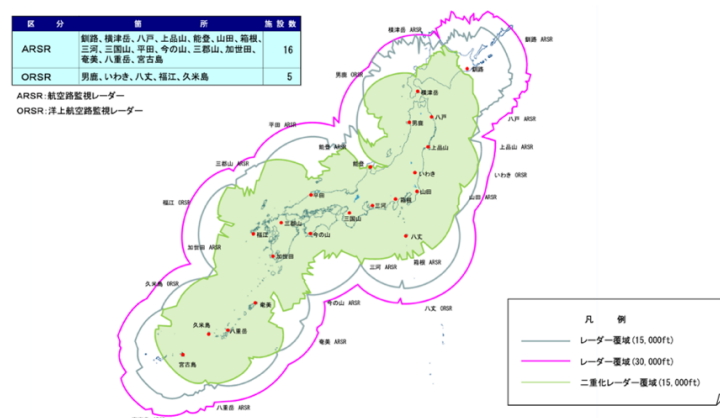 区 分 箇 所 施設数
ARSR 釧路、横津岳、八戸、上品山、能登、山田、箱根、 16
三河、三国山、平田、今の山、三郡山、加世田、
奄美、八重岳、宮古島
ORSR 男鹿、いわき、八丈、福江、久米島 5
ARSR:航空路監視レーダー
ORSR:洋上航空路監視レーダー
横津岳 ARSR
釧路 ARSR
釧路
男鹿 ORSR
横津岳
八戸
八戸 ARSR
男鹿
平田 ARSR
能登 ARSR
上品山
上品山 ARSR
三郡山 ARSR
能登
いわき
いわき ORSR
平田
山田
山田 ARSR
福江 ORSR
箱根
三河
三国山
三郡山
福江
今の山
八丈
加世田 ARSR
加世田
箱根 ARSR
三河 ARSR
久米島 ORSR
奄美
今の山 ARSR
八丈 ORSR
久米島
八重岳
奄美 ARSR
宮古島
八重岳 ARSR
凡 例
レーダー覆域(15,000ft)
レーダー覆域(30,000ft)
二重化レーダー覆域(15,000ft)